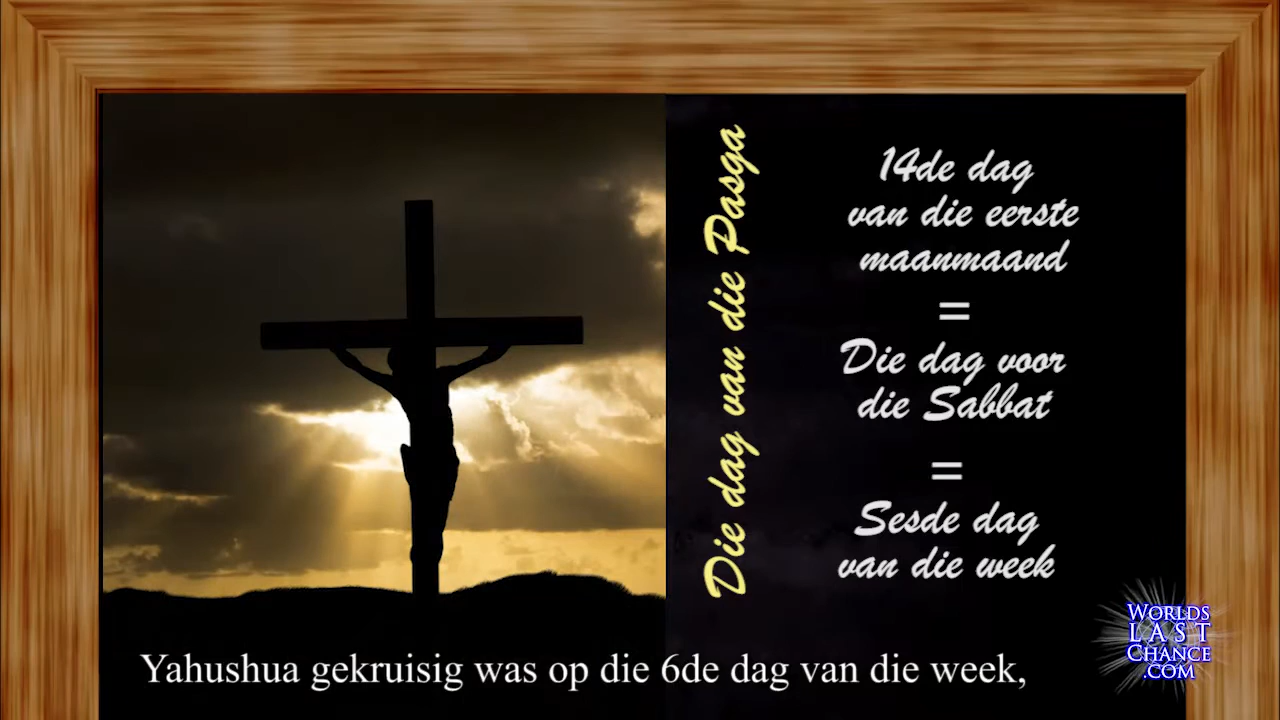 Die dag van die Pasga
14de dag
van die eerste
maanmaand
=
Die dag voor
die Sabbat
=
Sesde dag
van die week
Yahushua gekruisig was op die 6de dag van die week,
WORLDS
LAST
CHANCE
.COM